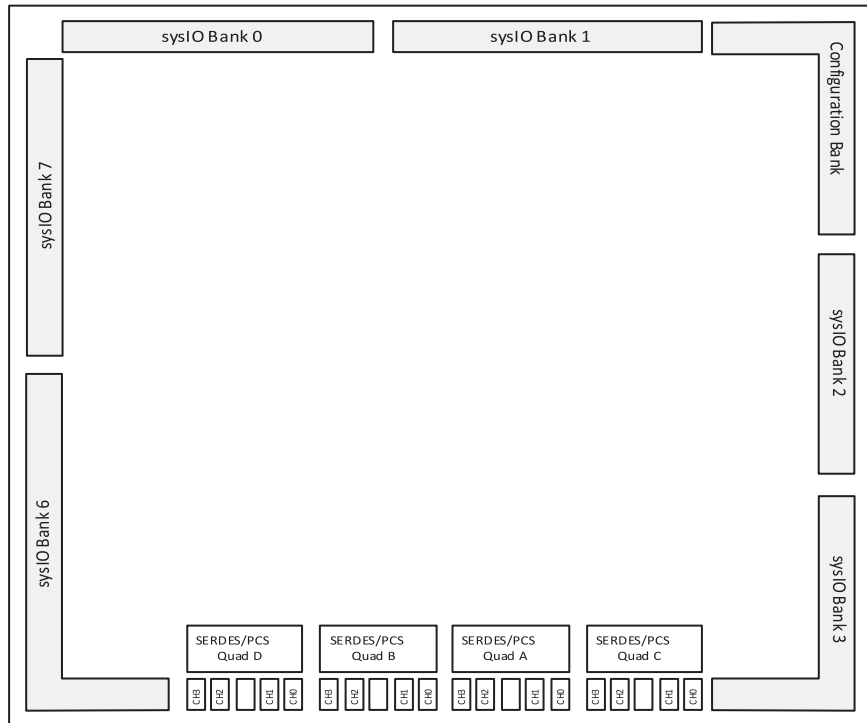 sysIO Bank 0
sysIO Bank 1
Configuration Bank
sysIO Bank 7
sysIO Bank 2
sysIO Bank 6
sysIO Bank 3
SERDES/PCS
Quad D
SERDES/PCS
Quad B
SERDES/PCS
Quad A
SERDES/PCS
Quad C
CH3
CH2
CH1
CH0
CH3
CH2
CH1
CH0
CH3
CH2
CH1
CH0
CH3
CH2
CH1
CH0